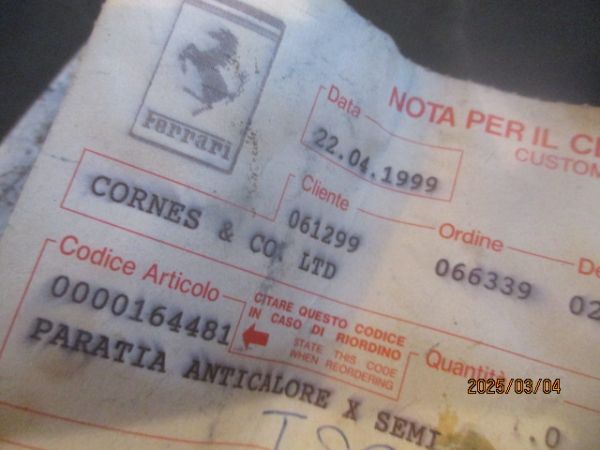 Ferrari
NOTA PER IL
CUSTOM
Data
22.04.1999
Cliente
061299
CORNES & CO. LTD
Ordine
066339
02
Codice Articolo
0000164481
CITARE QUESTO CODICE
IN CASO DI RIORDINO
STATE THIS CODE
WHEN REORDERING
Quantità
.0
PARATIA ANTICALORE X SEMI
2025/03/04